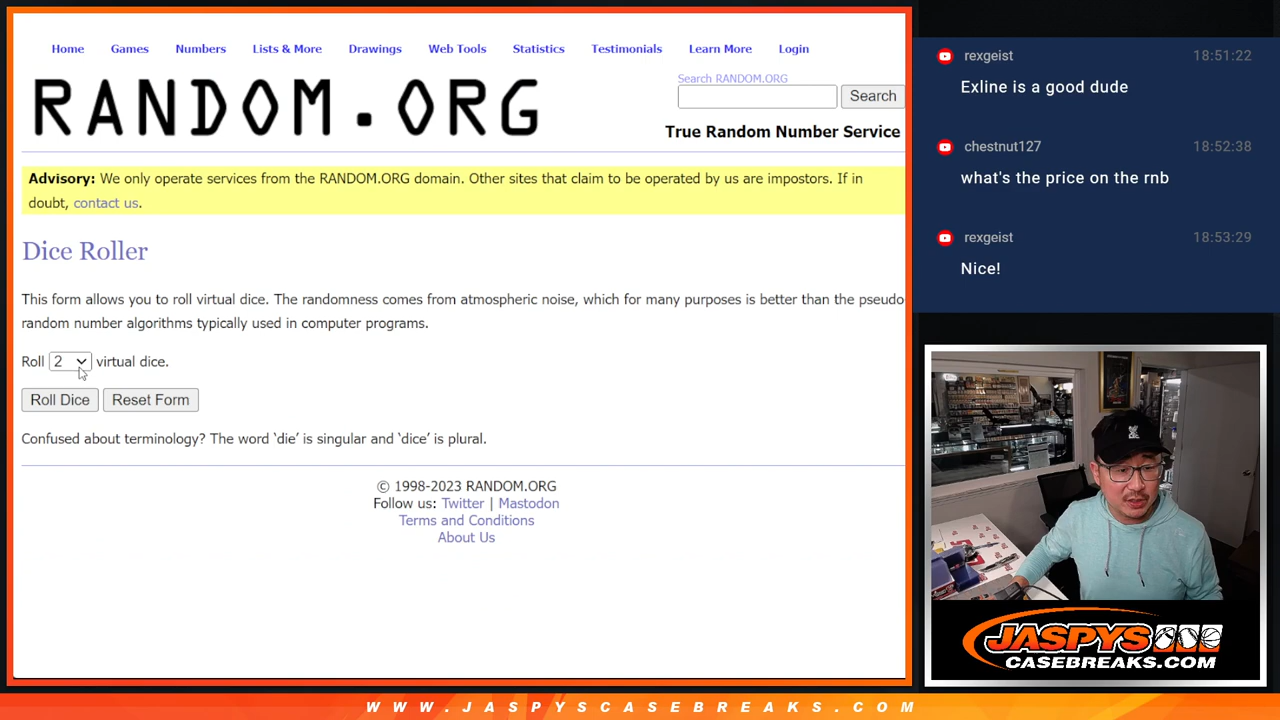 Home Games Numbers Lists & More Drawings Web Tools Statistics Testimonials Learn More Login
RANDOM.ORG
Search RANDOM.ORG
Search
True Random Number Service
Advisory: We only operate services from the RANDOM.ORG domain. Other sites that claim to be operated by us are impostors. If in
doubt, contact us.
Dice Roller
This form allows you to roll virtual dice. The randomness comes from atmospheric noise, which for many purposes is better than the pseudo-
random number algorithms typically used in computer programs.
Roll 2 virtual dice.
Roll Dice Reset Form
Confused about terminology? The word ‘die’ is singular and ‘dice’ is plural.
© 1998-2023 RANDOM.ORG
Follow us: Twitter | Mastodon
Terms and Conditions
About Us
rexgeist 18:51:22
Exline is a good dude
chestnut127 18:52:38
what's the price on the rnb
rexgeist 18:53:29
Nice!
JASPYS
CASEBREAKS.COM
WWW.JASPYSCASEBREAKS.COM